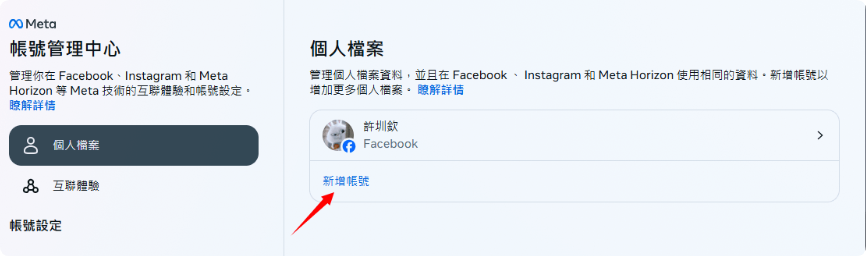 Meta
帳號管理中心
管理你在 Facebook、Instagram 和 Meta
Horizon 等 Meta 技術的互聯體驗和帳號設定。
瞭解詳情
個人檔案
互聯體驗
帳號設定
個人檔案
管理個人檔案資料,並且在 Facebook 、 Instagram 和 Meta Horizon 使用相同的資料。新增帳號以
增加更多個人檔案。 瞭解詳情
許圳欽
Facebook
新增帳號